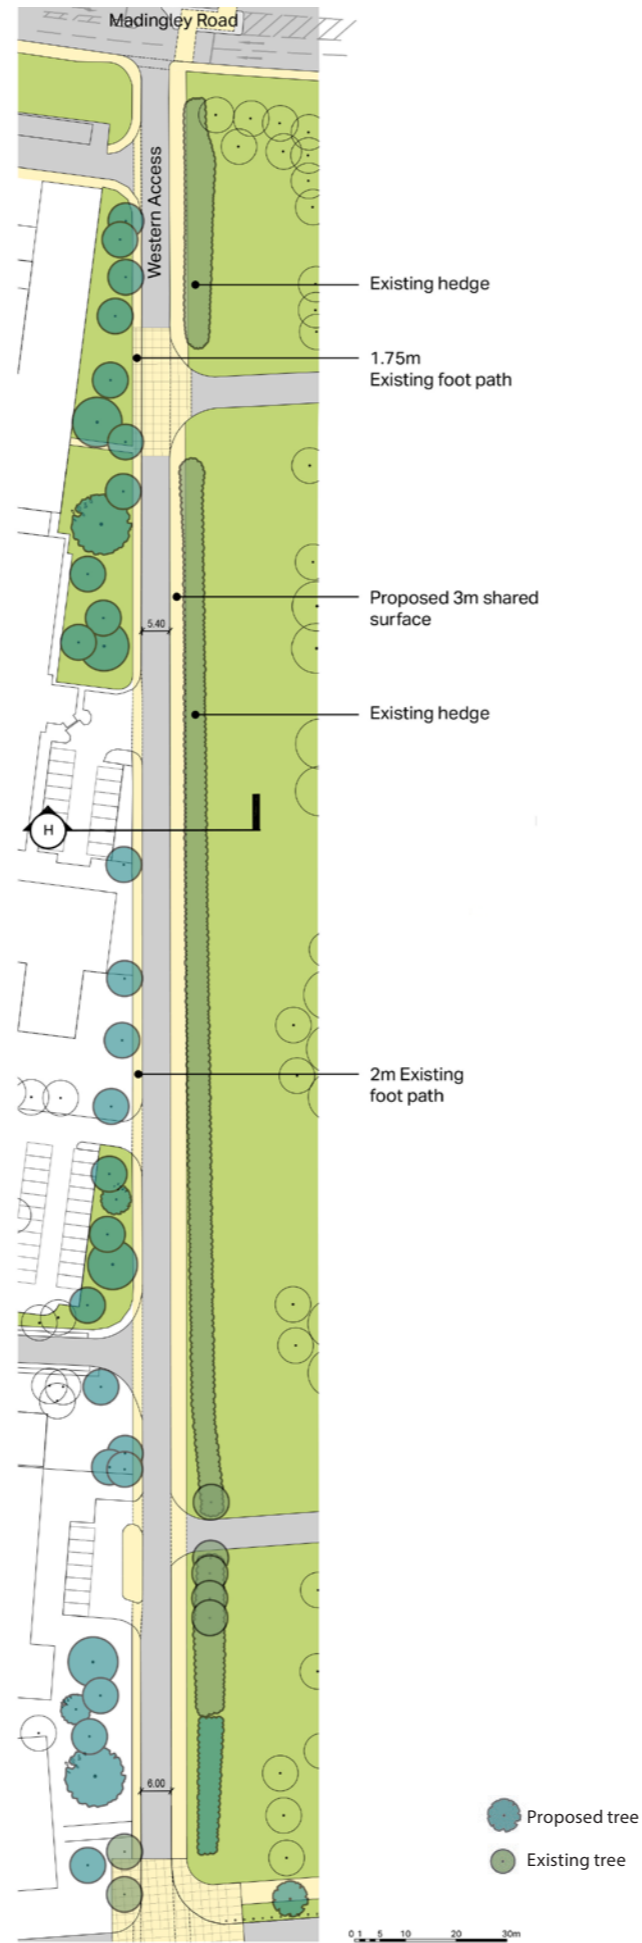 Madingley Road
Western Access
Existing hedge
1.75m
Existing foot path
Proposed 3m shared
surface
5.40
Existing hedge
H
2m Existing
foot path
6.00
Proposed tree
Existing tree
0 1 5 10 20 30m